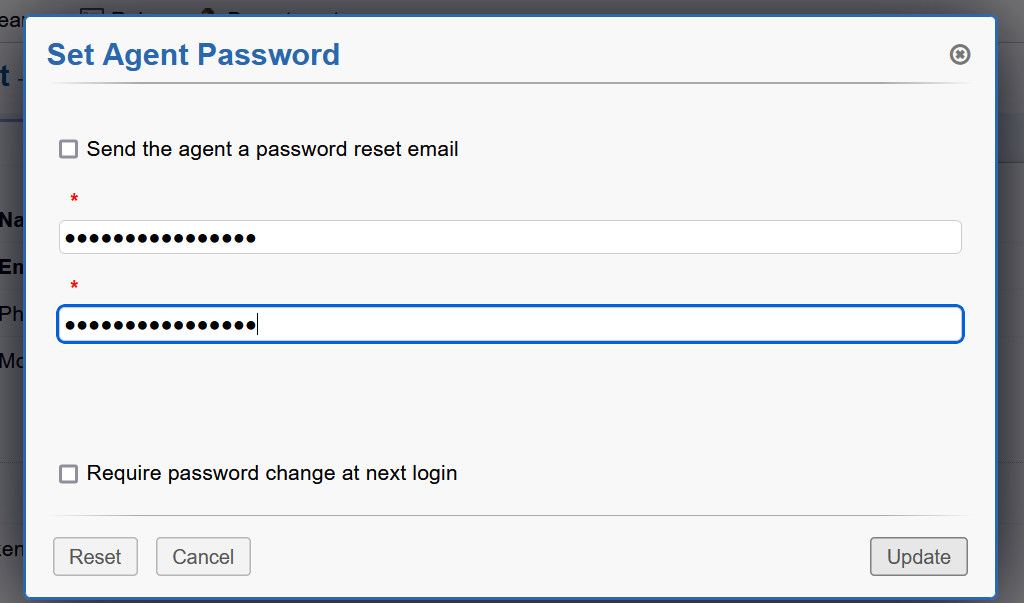 Set Agent Password
Send the agent a password reset email
*
●●●●●●●●●●●●●●●●
*
●●●●●●●●●●●●●●●●
Require password change at next login
Reset Cancel Update